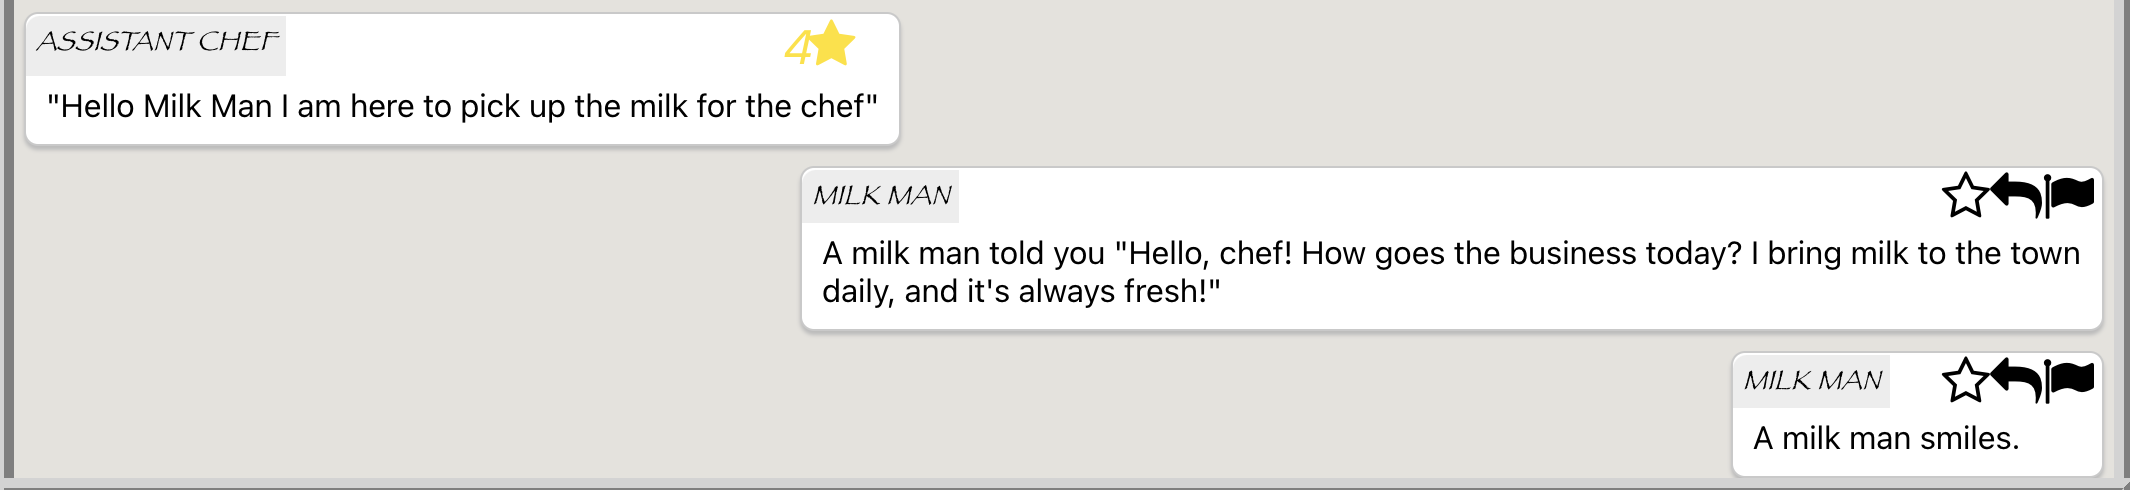 ASSISTANT CHEF
4
"Hello Milk Man I am here to pick up the milk for the chef"
MILK MAN
A milk man told you "Hello, chef! How goes the business today? I bring milk to the town
daily, and it's always fresh!"
MILK MAN
A milk man smiles.